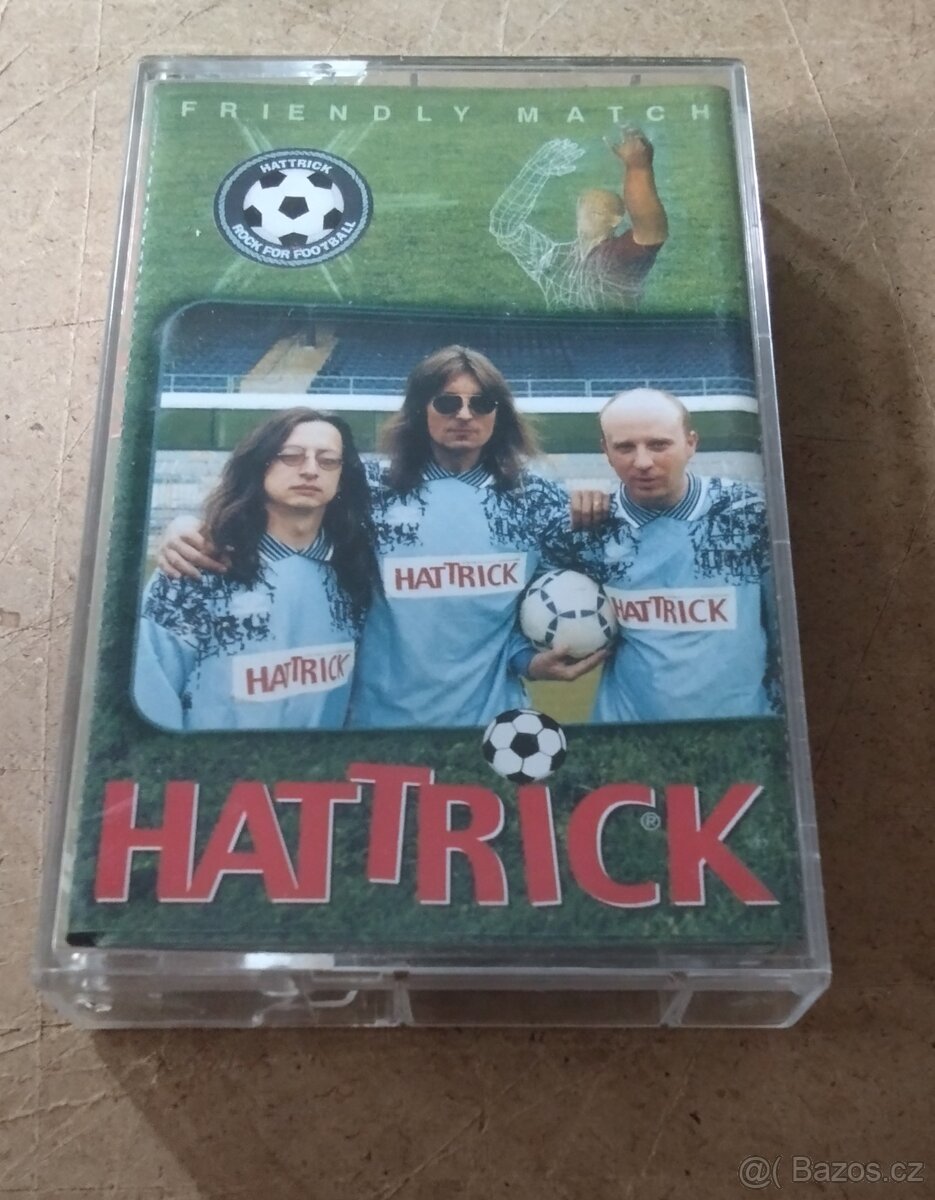 FRIENDLY MATCH
HATTRICK
ROCK FOR FOOTBALL
HATTRICK
HATTRICK
HATTRICK
HATTRICK®
@( Bazos.cz